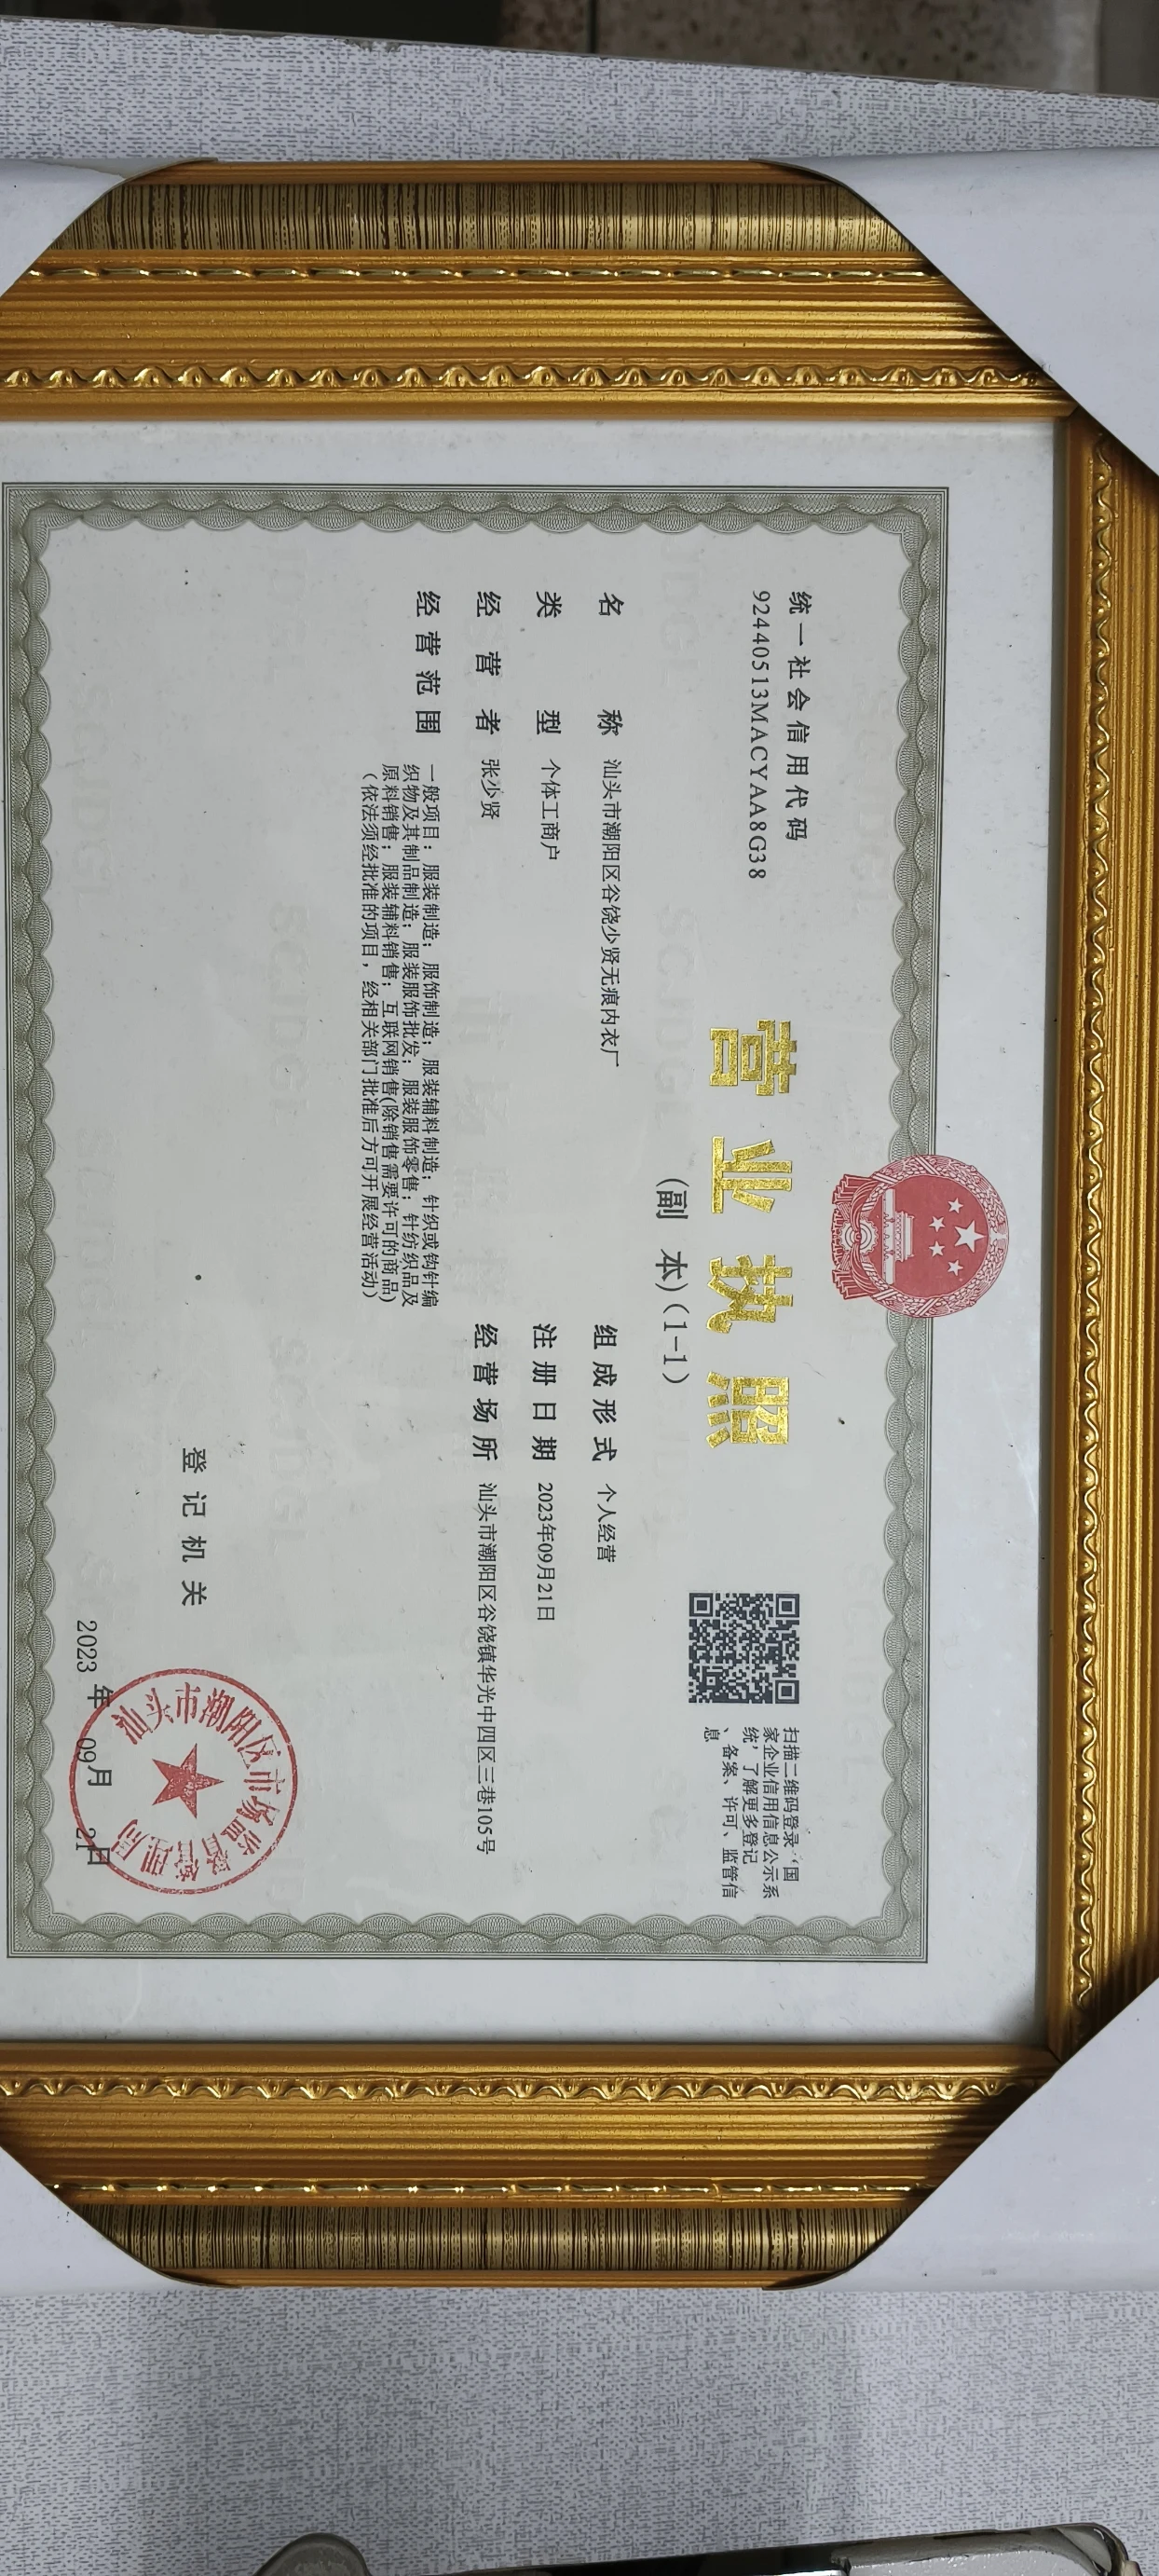 统一社会信用代码
92440513MACYAA8G38
营业执照
(副 本)(1-1)
扫描二维码登录‘国
家企业信用信息公示系
统’了解更多登记
、备案、许可、监管信
息
名称 汕头市潮阳区谷饶少贤无痕内衣厂
类型 个体工商户
经营者 张少贤
经营范围 一般项目：服装制造；服饰制造；服装辅料制造；针织或钩针编
织物及其制品制造；服装服饰批发；服装服饰零售；针纺织品及
原料销售；服装辅料销售；互联网销售(除销售需要许可的商品)
（依法须经批准的项目，经相关部门批准后方可开展经营活动）
组成形式 个人经营
注册日期 2023年09月21日
经营场所 汕头市潮阳区谷饶镇华光中四区三巷105号
登记机关
汕头市潮阳区市场监督管理局
2023年09月21日